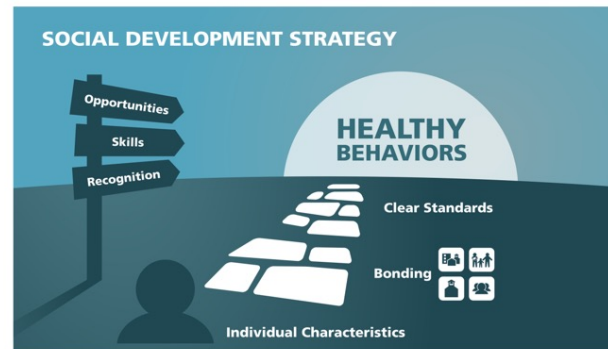 SOCIAL DEVELOPMENT STRATEGY
Opportunities
Skills
Recognition
HEALTHY
BEHAVIORS
Clear Standards
Bonding
Individual Characteristics